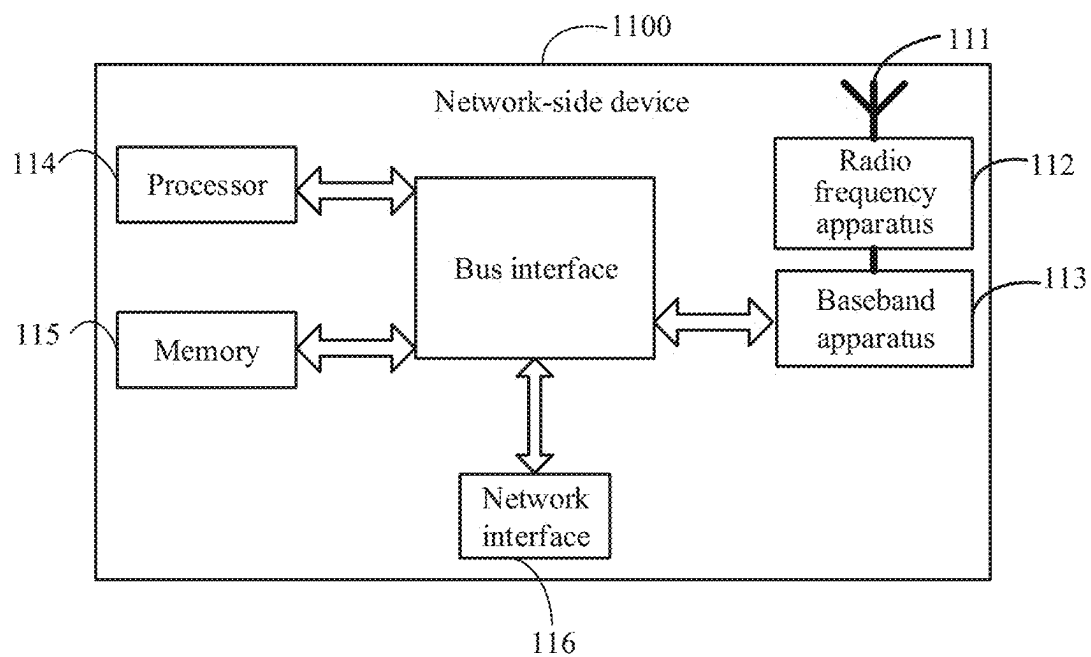 1100
111
Network-side device
114
Processor
Radio
frequency
apparatus
112
Bus interface
115
Memory
Baseband
apparatus
113
Network
interface
116